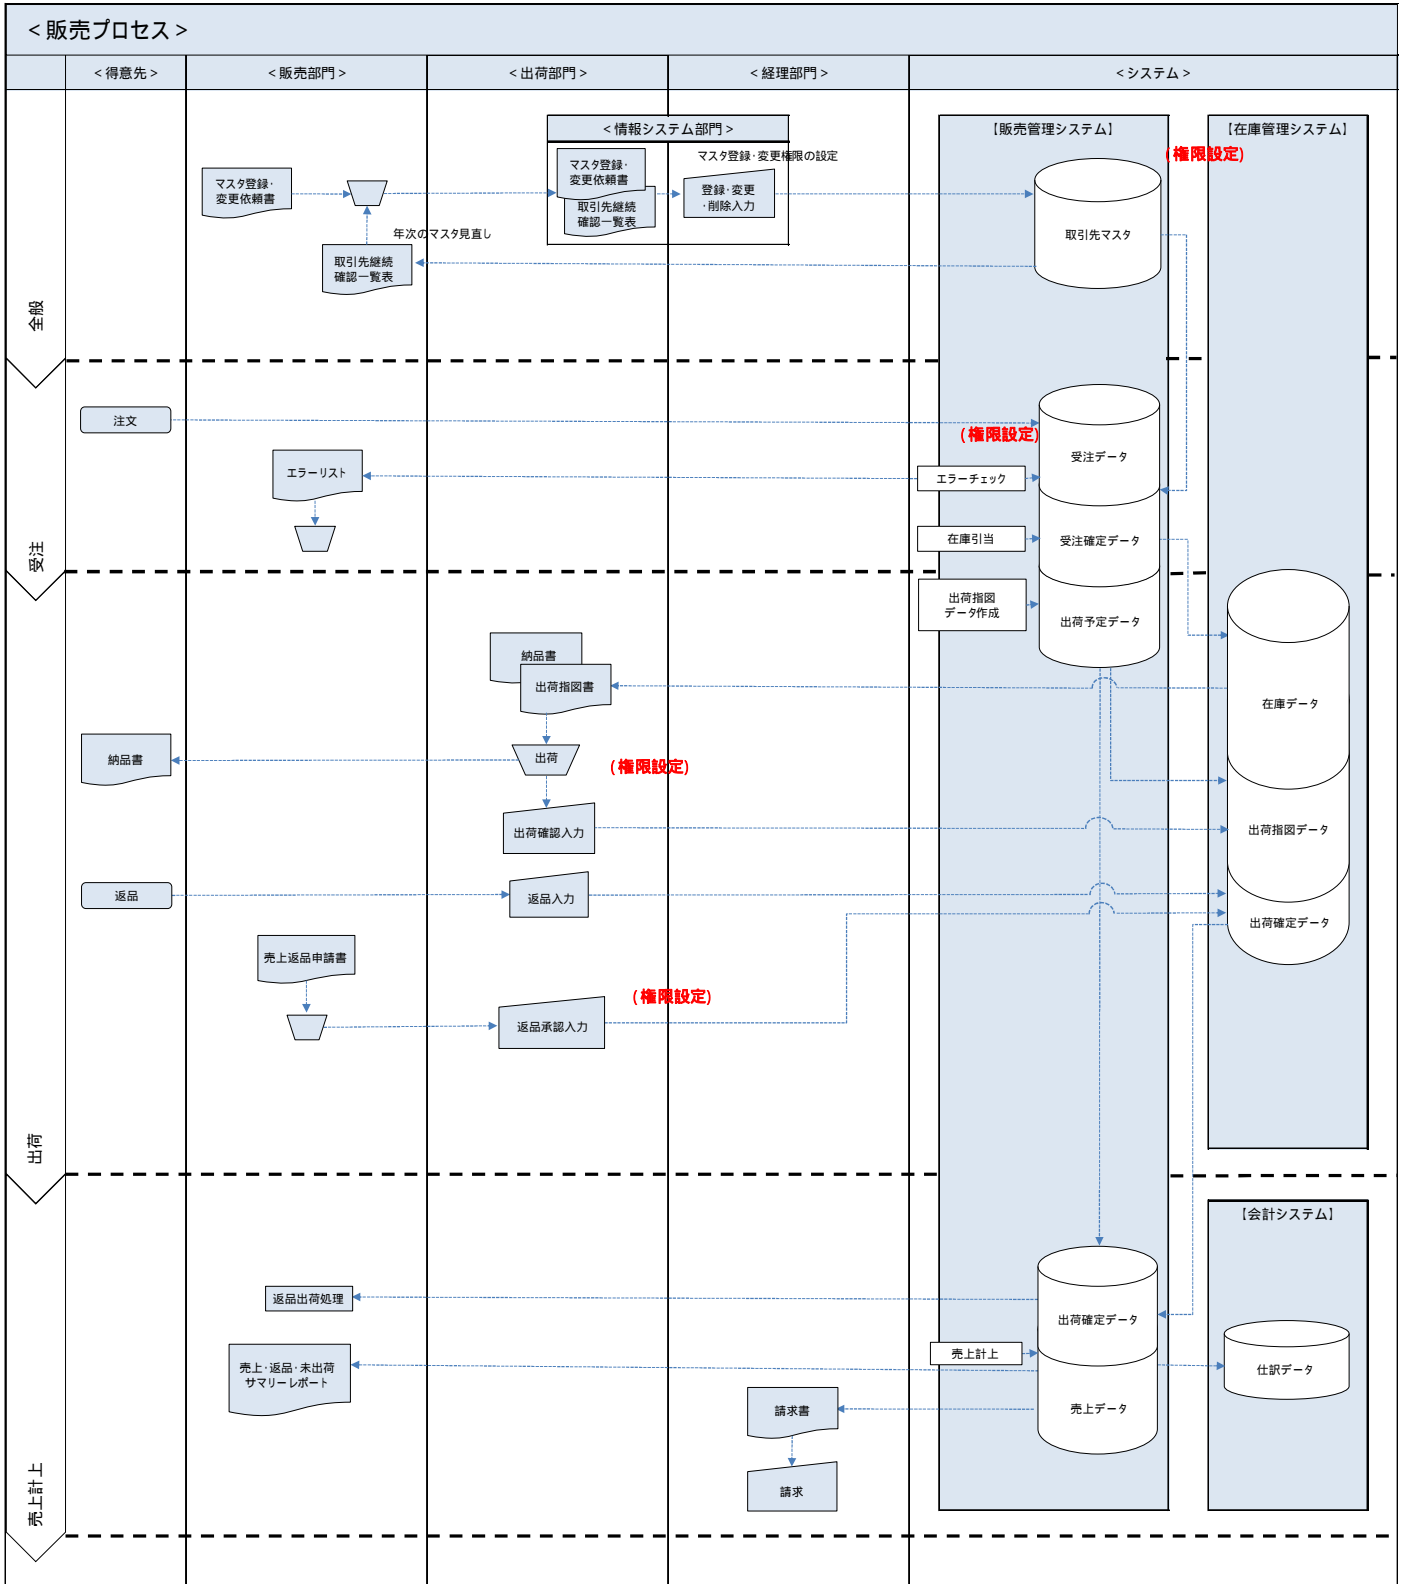 ＜販売プロセス＞
＜得意先＞
＜販売部門＞
＜出荷部門＞
＜経理部門＞
＜システム＞
＜情報システム部門＞
【販売管理システム】
【在庫管理システム】
マスタ登録・変更権限の設定
(権限設定)
マスタ登録・
変更依頼書
マスタ登録・
変更依頼書
取引先継続
確認一覧表
登録・変更
・削除入力
取引先マスタ
年次のマスタ見直し
取引先継続
確認一覧表
全般
注文
(権限設定)
受注データ
エラーリスト
エラーチェック
在庫引当
受注確定データ
受注
出荷指図
データ作成
出荷予定データ
納品書
出荷指図書
在庫データ
納品書
出荷
(権限設定)
出荷確認入力
出荷指図データ
返品
返品入力
出荷確定データ
売上返品申請書
(権限設定)
返品承認入力
出荷
【会計システム】
返品出荷処理
出荷確定データ
売上計上
売上・返品・未出荷
サマリーレポート
仕訳データ
請求書
売上データ
請求
売上計上